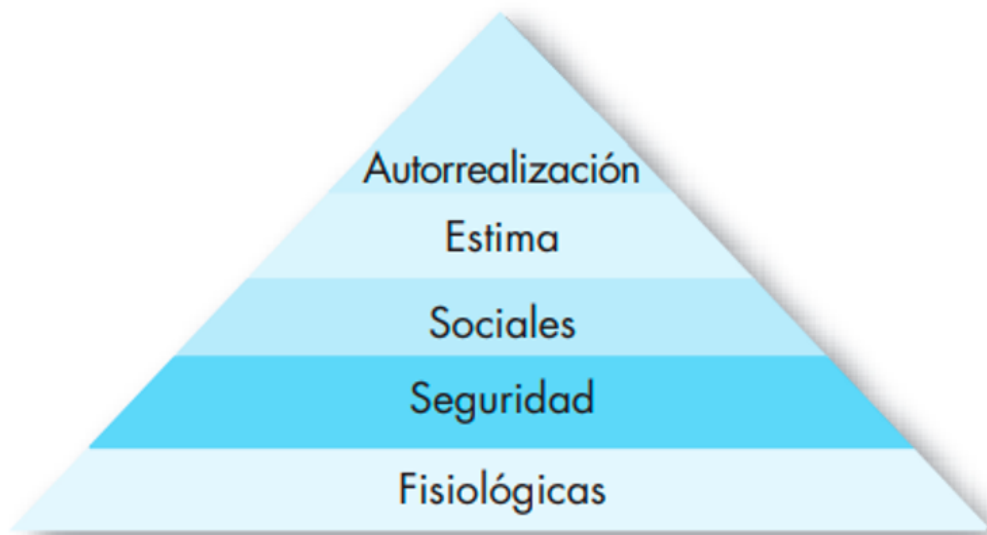 Autorrealización
Estima
Sociales
Seguridad
Fisiológicas